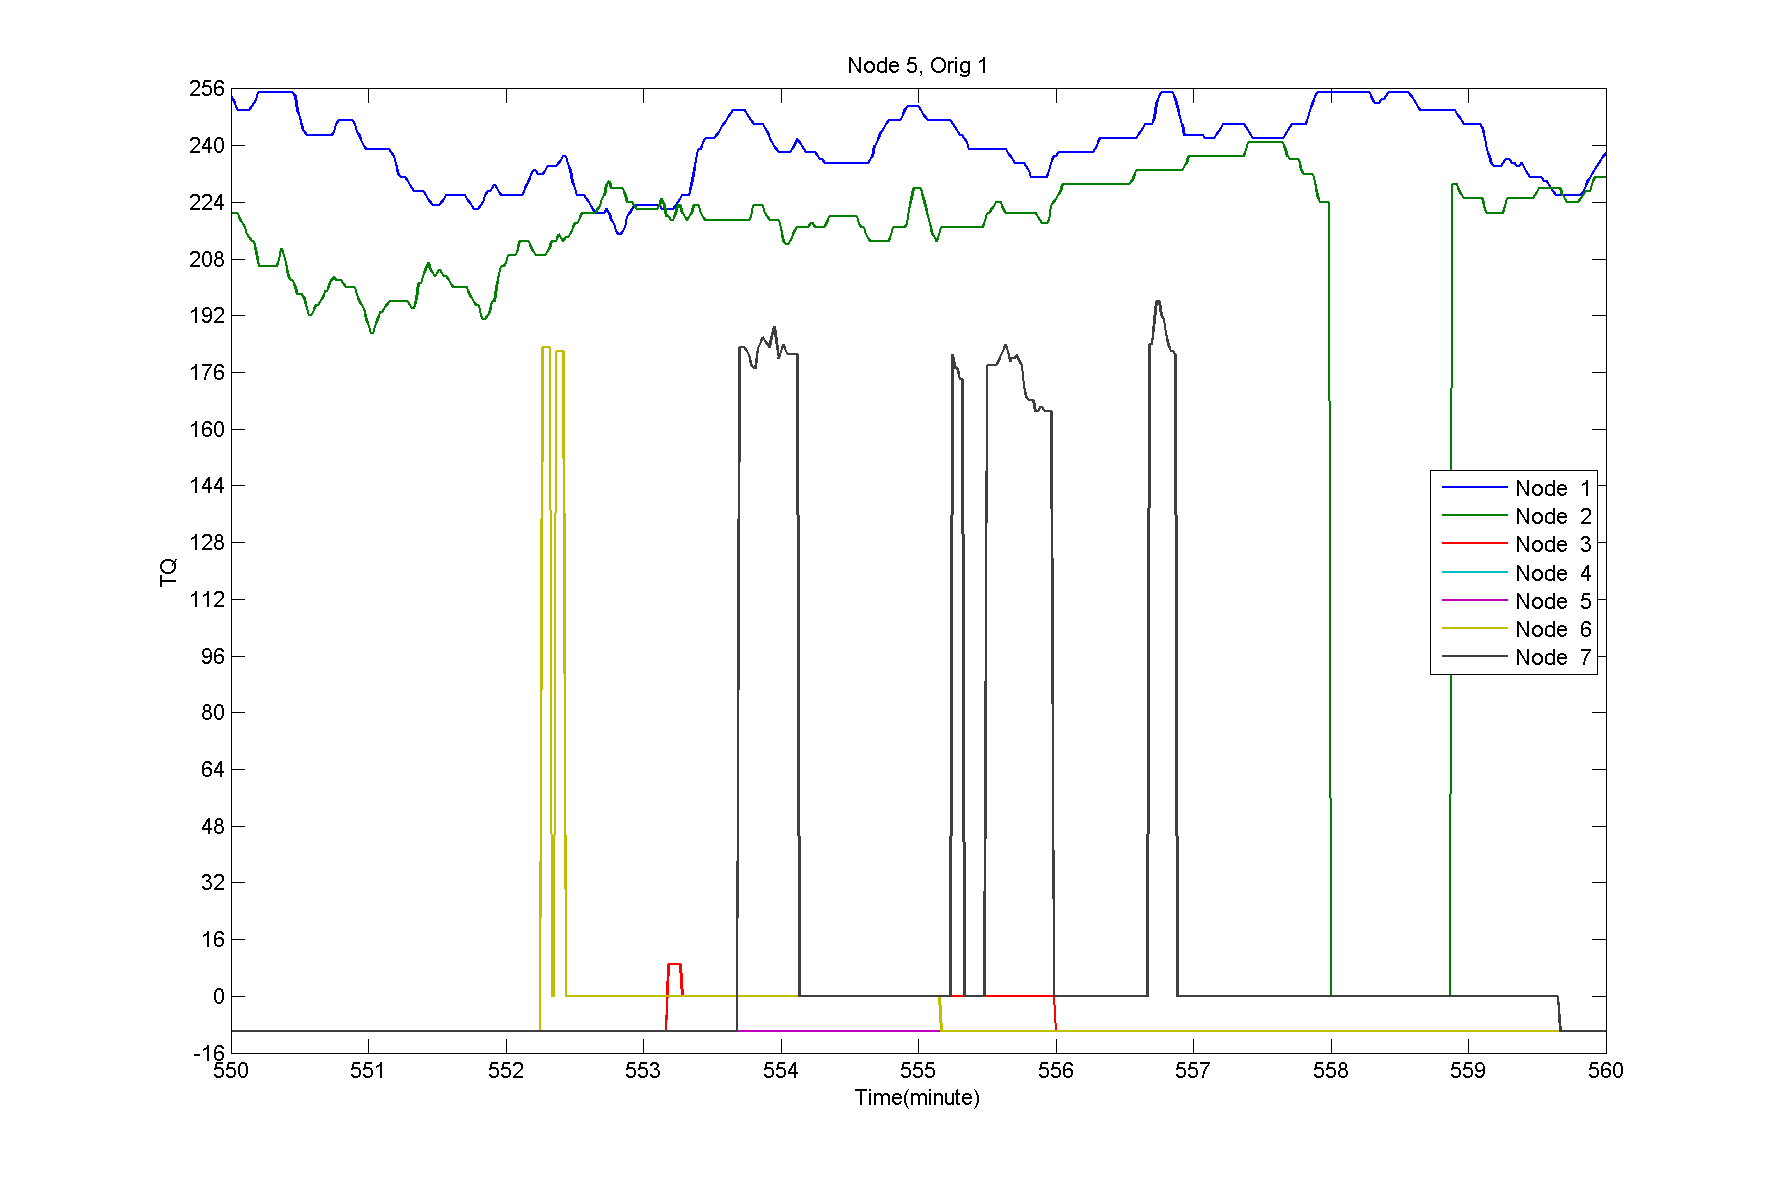 Node 5, Orig 1
256
240
224
208
192
176
160
144
128
112
96
80
64
48
32
16
0
-16
TQ
550 551 552 553 554 555 556 557 558 559 560
Time(minute)
Node 1
Node 2
Node 3
Node 4
Node 5
Node 6
Node 7